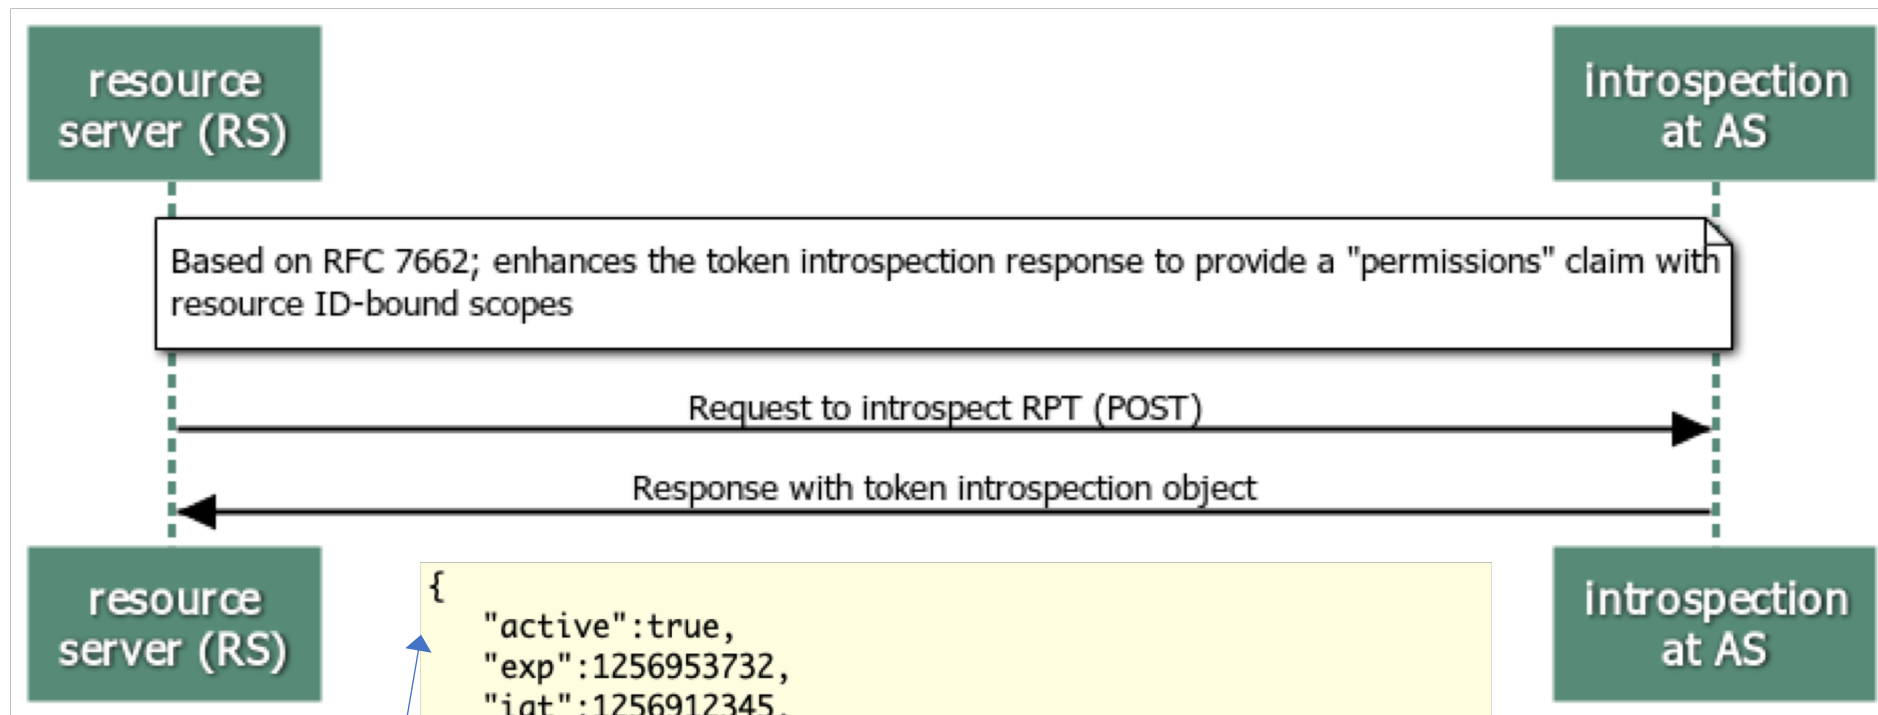 resource
server (RS)
introspection
at AS
Based on RFC 7662; enhances the token introspection response to provide a "permissions" claim with
resource ID-bound scopes
Request to introspect RPT (POST)
Response with token introspection object
resource
server (RS)
introspection
at AS
{
"active":true,
"exp":1256953732,
"iat":1256912345,